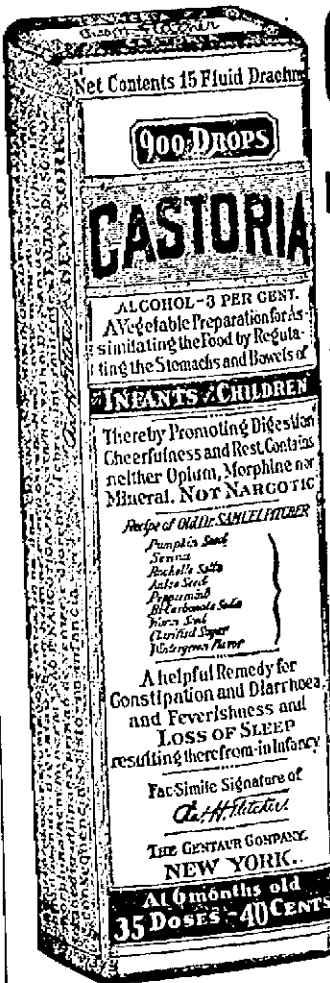 Net Contents 15 Fluid Drachms
900 DROPS
CASTORIA
ALCOHOL-3 PER CENT.
A Vegetable Preparation for As-
similating the Food by Regula-
ting the Stomachs and Bowels of
INFANTS & CHILDREN
Thereby Promoting Digestion
Cheerfulness and Rest. Contains
neither Opium, Morphine nor
Mineral. NOT NARCOTIC
Recipe of Old Dr. SAMUEL PITCHER
Pumpkin Seed
Senna
Rochelle Salts
Anise Seed
Peppermint
Bi Carbonate Soda
Worm Seed
Clarified Sugar
Wintergreen Flavor
A helpful Remedy for
Constipation and Diarrhoea
and Feverishness and
LOSS OF SLEEP
resulting therefrom in Infancy
Fac-Simile Signature of
Chas. H. Fletcher.
THE CENTAUR COMPANY.
NEW YORK.
At 6 months old
35 DOSES - 40 CENTS
NEW YORK